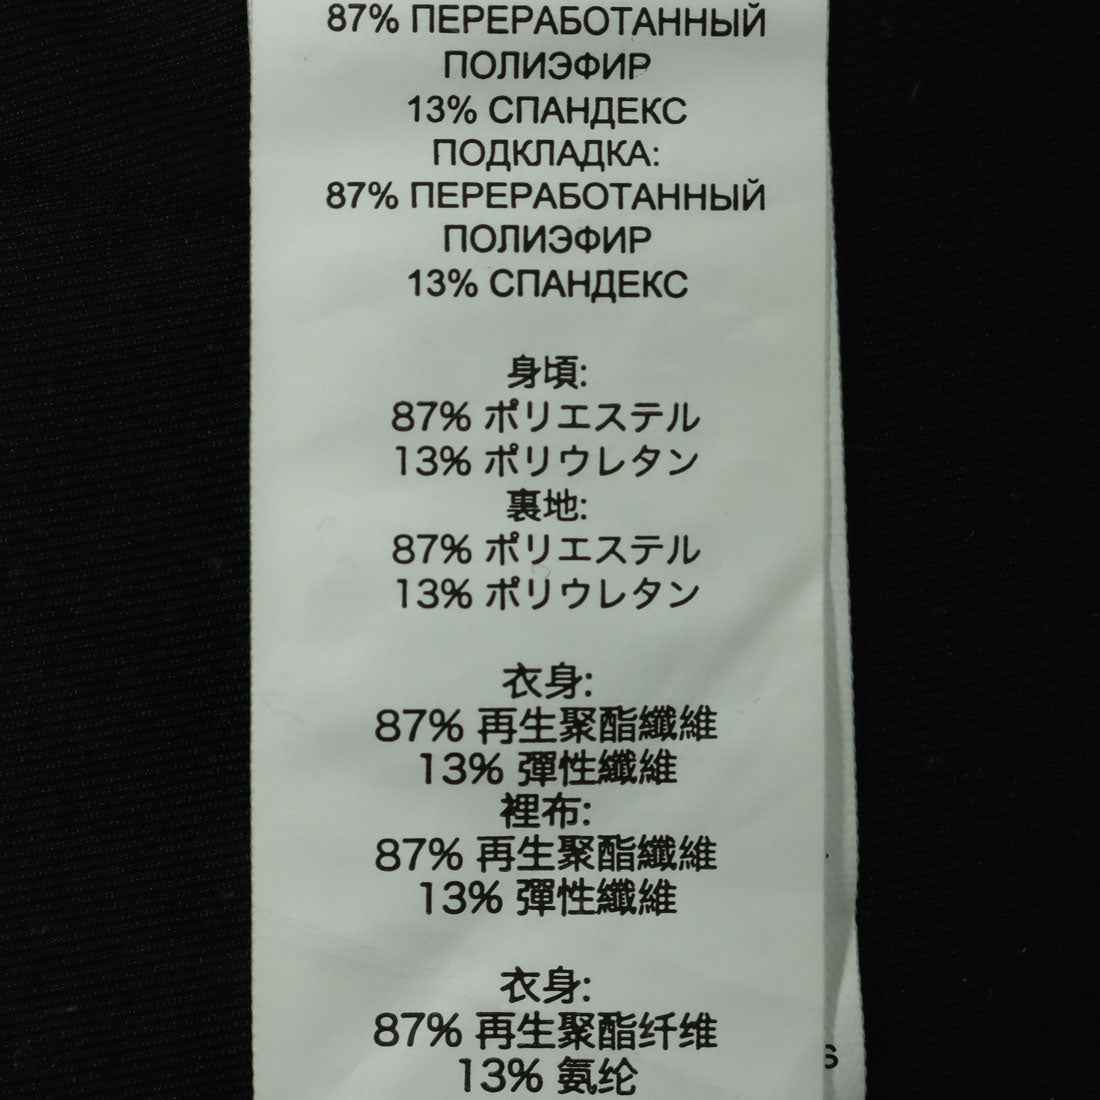 87% ПЕРЕРАБОТАННЫЙ
ПОЛИЭФИР
13% СПАНДЕКС
ПОДКЛАДКА:
87% ПЕРЕРАБОТАННЫЙ
ПОЛИЭФИР
13% СПАНДЕКС
身頃:
87% ポリエステル
13% ポリウレタン
裏地:
87% ポリエステル
13% ポリウレタン
衣身:
87% 再生聚酯纖維
13% 彈性纖維
裡布:
87% 再生聚酯纖維
13% 彈性纖維
衣身:
87% 再生聚酯纤维
13% 氨纶
S